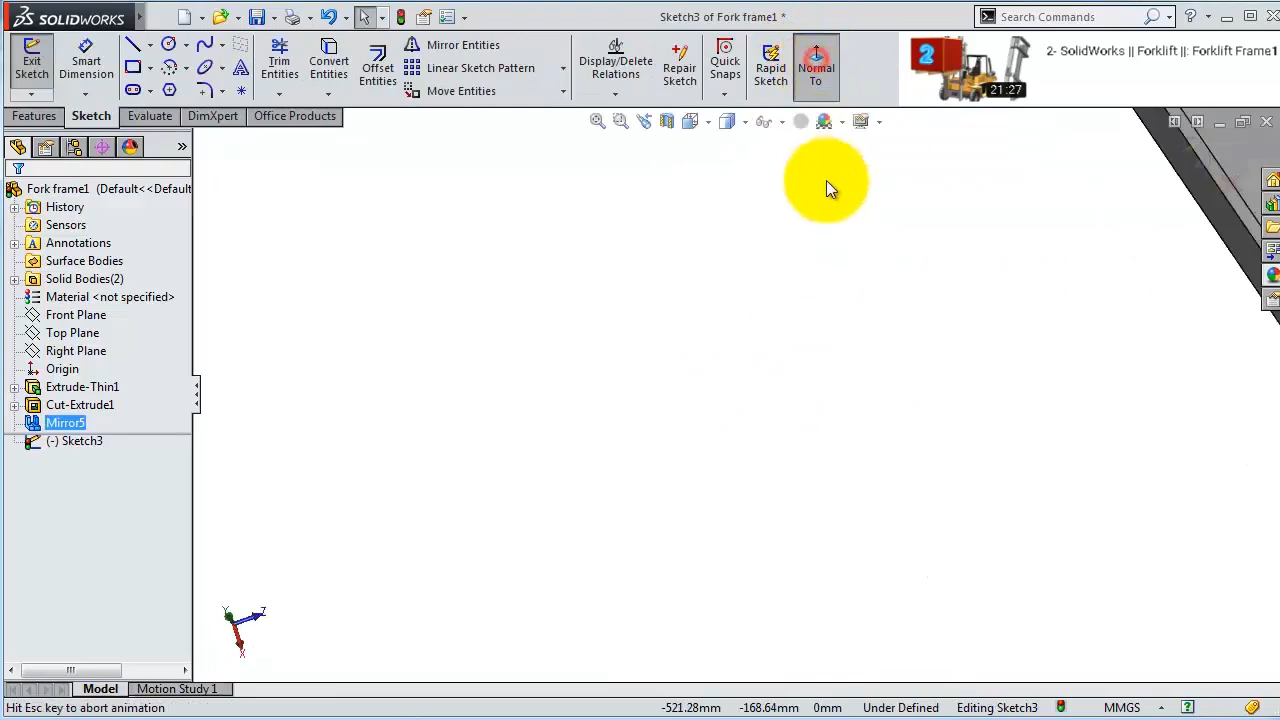 SOLIDWORKS
Sketch3 of Fork frame1 *
Search Commands
Exit Sketch
Smart Dimension
Trim Entities
Convert Entities
Offset Entities
Mirror Entities
Linear Sketch Pattern
Move Entities
Display/Delete Relations
Repair Sketch
Quick Snaps
Rapid Sketch
Normal To
2
21:27
2- SolidWorks || Forklift ||: Forklift Frame1
Features
Sketch
Evaluate
DimXpert
Office Products
Fork frame1 (Default<<Default
History
Sensors
Annotations
Surface Bodies
Solid Bodies(2)
Material <not specified>
Front Plane
Top Plane
Right Plane
Origin
Extrude-Thin1
Cut-Extrude1
Mirror5
(-) Sketch3
Y
Z
X
Model
Motion Study 1
Hit Esc key to abort animation
-521.28mm
-168.64mm
0mm
Under Defined
Editing Sketch3
MMGS